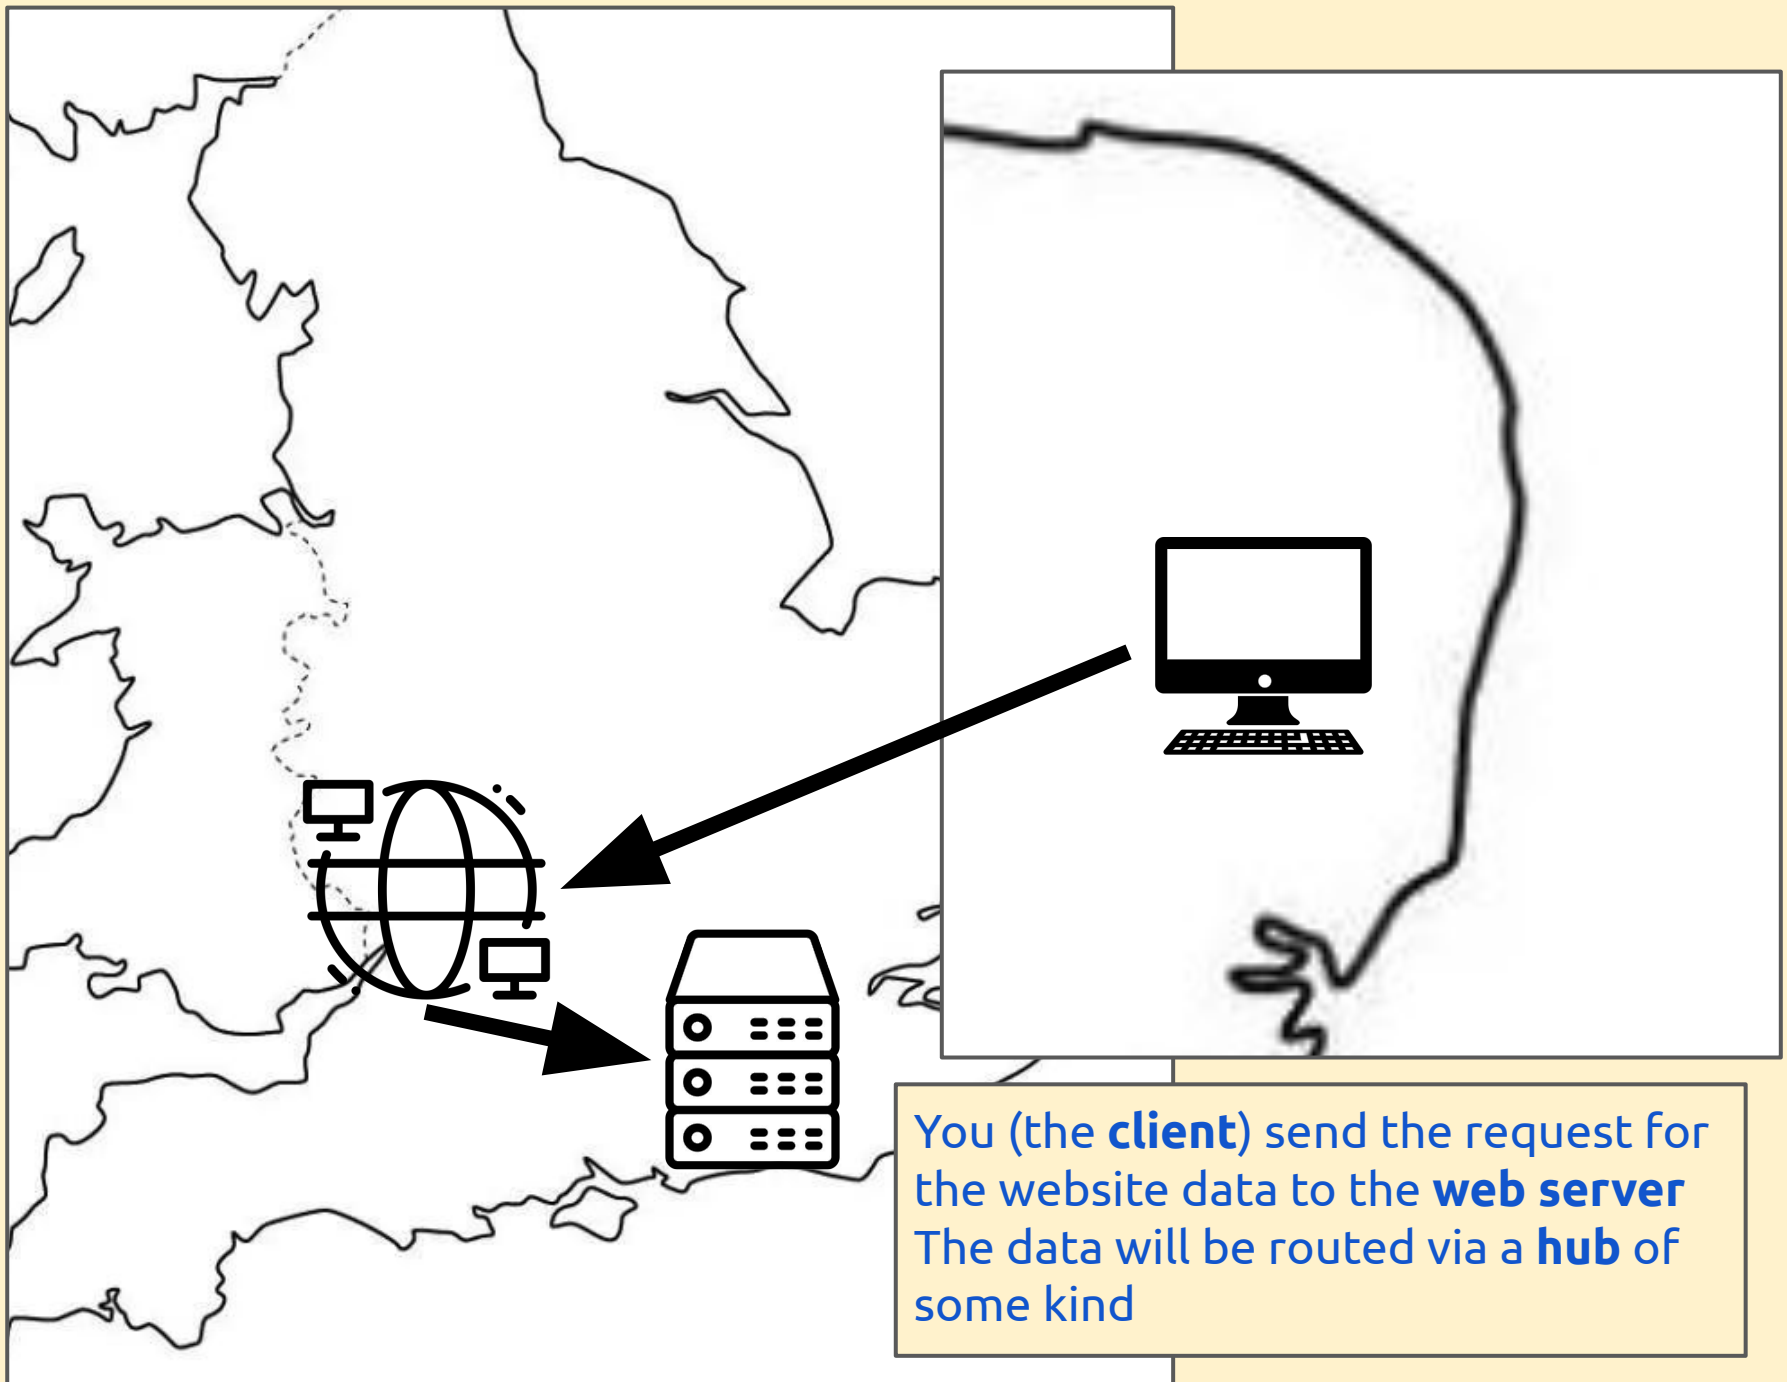 You (the client) send the request for
the website data to the web server
The data will be routed via a hub of
some kind